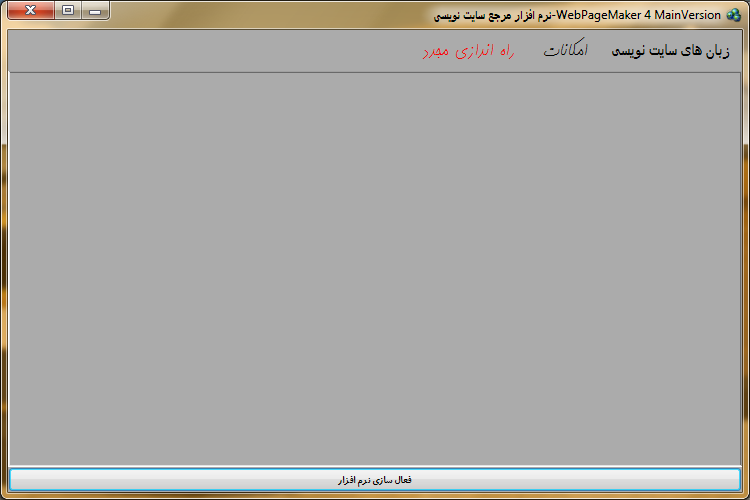 نرم افزار مرجع سایت نویسی-WebPageMaker 4 MainVersion
زبان های سایت نویسی امکانات راه اندازی مجدد
فعال سازی نرم افزار